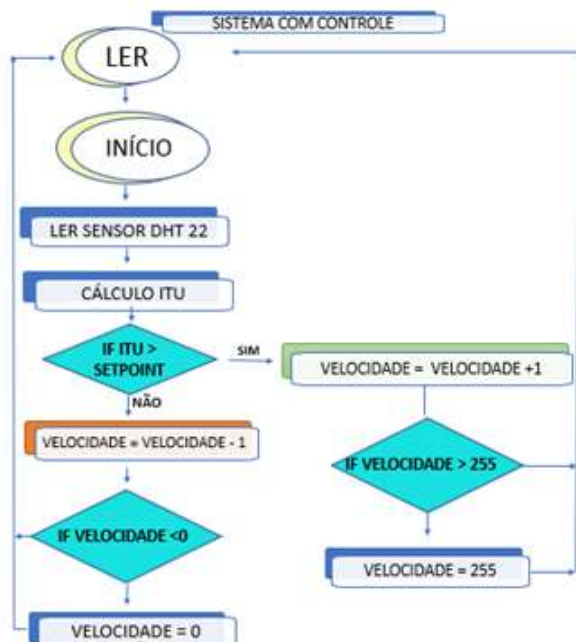 SISTEMA COM CONTROLE
LER
INÍCIO
LER SENSOR DHT 22
CÁLCULO ITU
IF ITU >
SETPOINT
SIM
VELOCIDADE = VELOCIDADE +1
NÃO
VELOCIDADE = VELOCIDADE - 1
IF VELOCIDADE > 255
IF VELOCIDADE <0
VELOCIDADE = 255
VELOCIDADE = 0